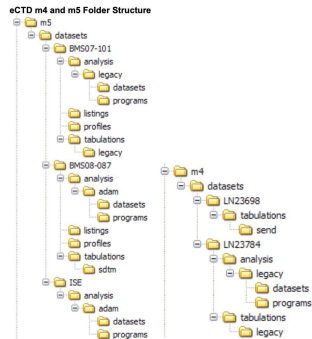 eCTD m4 and m5 Folder Structure
m5
datasets
BMS07-101
analysis
legacy
datasets
programs
listings
profiles
tabulations
legacy
BMS08-087
analysis
adam
datasets
programs
listings
profiles
tabulations
sdtm
ISE
analysis
adam
datasets
programs
m4
datasets
LN23698
tabulations
send
LN23784
analysis
legacy
datasets
programs
tabulations
legacy